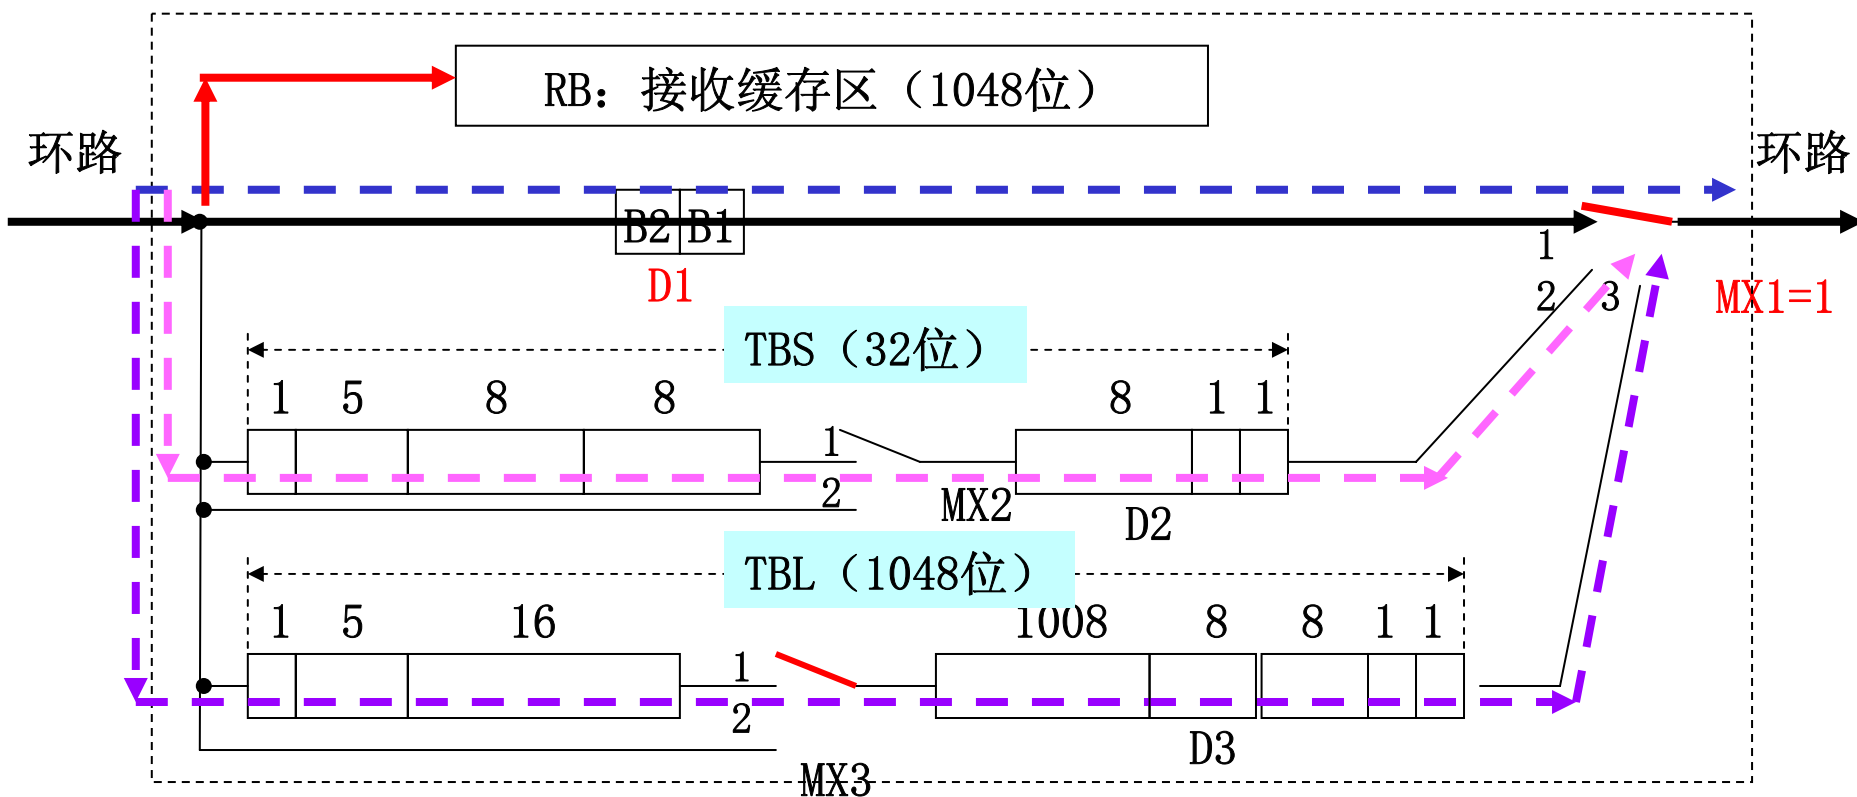 RB：接收缓存区（1048位）
环路
环路
B2 B1
D1
1
2 3
MX1=1
TBS（32位）
1 5 8 8 8 1 1
1
2
MX2
D2
TBL（1048位）
1 5 16 1008 8 8 1 1
1
2
D3
MX3